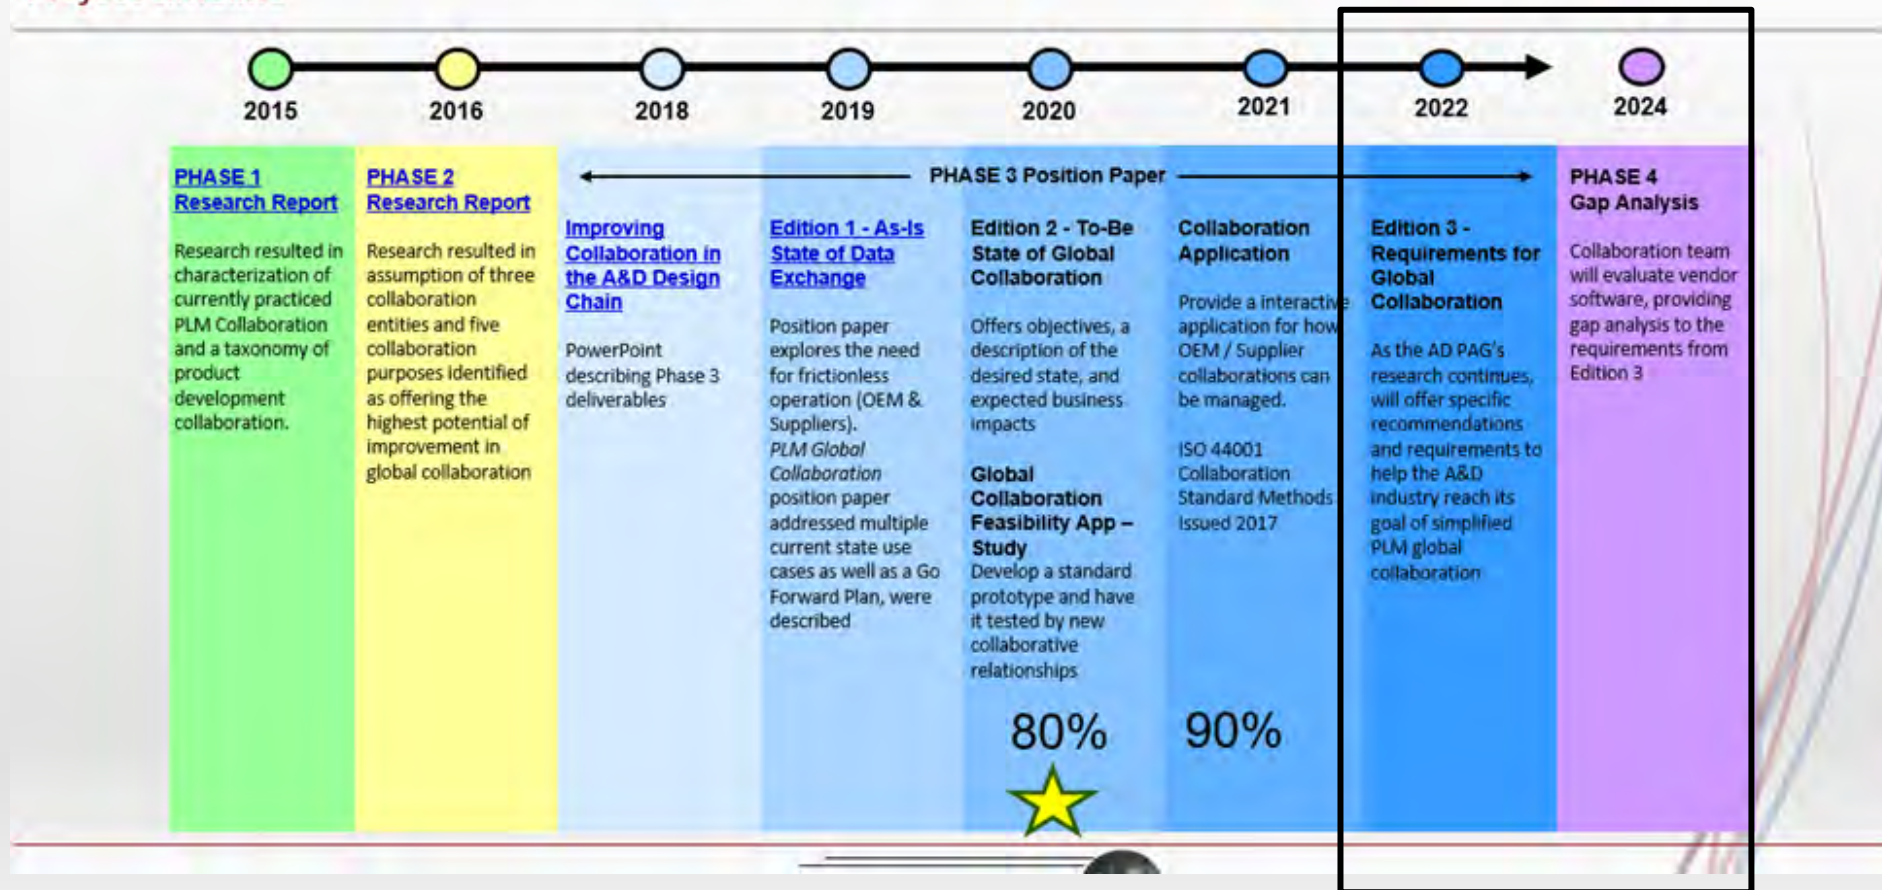 2015
2016
2018
2019
2020
2021
2022
2024
PHASE 1
Research Report
Research resulted in
characterization of
currently practiced
PLM Collaboration
and a taxonomy of
product
development
collaboration.
PHASE 2
Research Report
Research resulted in
assumption of three
collaboration
entities and five
collaboration
purposes identified
as offering the
highest potential of
improvement in
global collaboration
PHASE 3 Position Paper
Improving
Collaboration in
the A&D Design
Chain
PowerPoint
describing Phase 3
deliverables
Edition 1 - As-Is
State of Data
Exchange
Position paper
explores the need
for frictionless
operation (OEM &
Suppliers).
PLM Global
Collaboration
position paper
addressed multiple
current state use
cases as well as a Go
Forward Plan, were
described
Edition 2 - To-Be
State of Global
Collaboration
Offers objectives, a
description of the
desired state, and
expected business
impacts
Global
Collaboration
Feasibility App –
Study
Develop a standard
prototype and have
it tested by new
collaborative
relationships
80%
Collaboration
Application
Provide a interactive
application for how
OEM / Supplier
collaborations can
be managed.
ISO 44001
Collaboration
Standard Methods
Issued 2017
90%
Edition 3 -
Requirements for
Global
Collaboration
As the AD PAG's
research continues,
will offer specific
recommendations
and requirements to
help the A&D
industry reach its
goal of simplified
PLM global
collaboration
PHASE 4
Gap Analysis
Collaboration team
will evaluate vendor
software, providing
gap analysis to the
requirements from
Edition 3